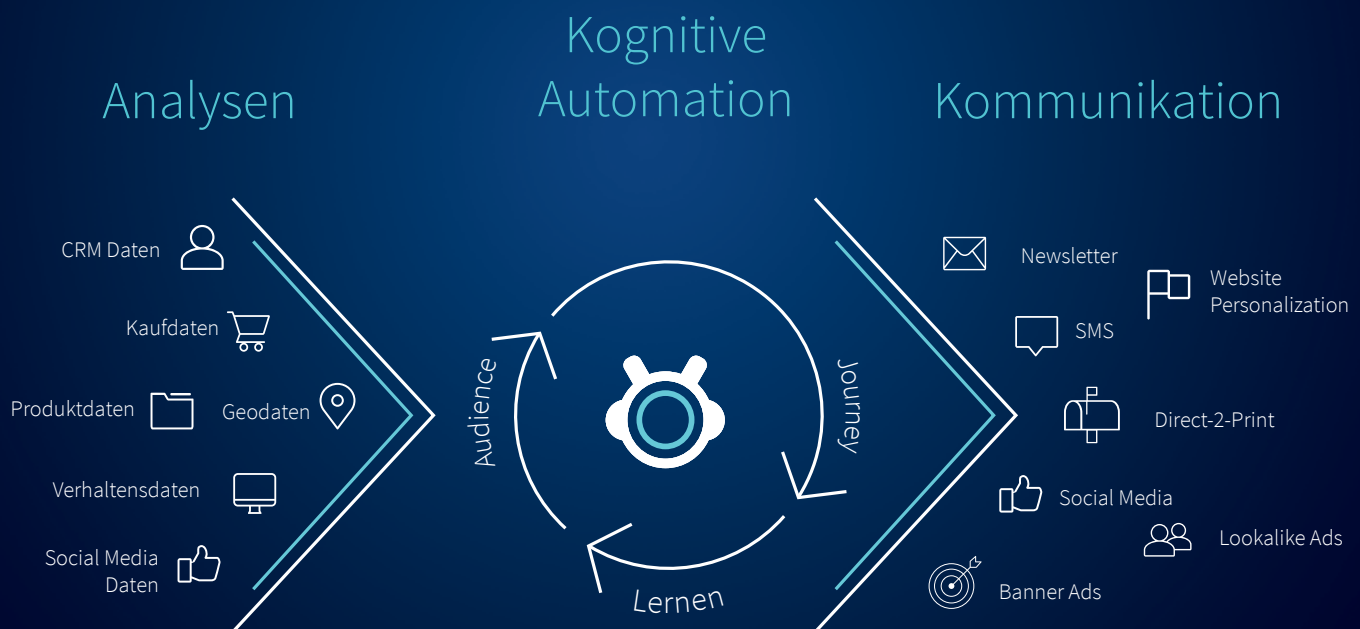 Analysen
Kognitive
Automation
Kommunikation
CRM Daten
Kaufdaten
Produktdaten
Geodaten
Verhaltensdaten
Social Media
Daten
Audience
Journey
Lernen
Newsletter
Website
Personalization
SMS
Direct-2-Print
Social Media
Lookalike Ads
Banner Ads